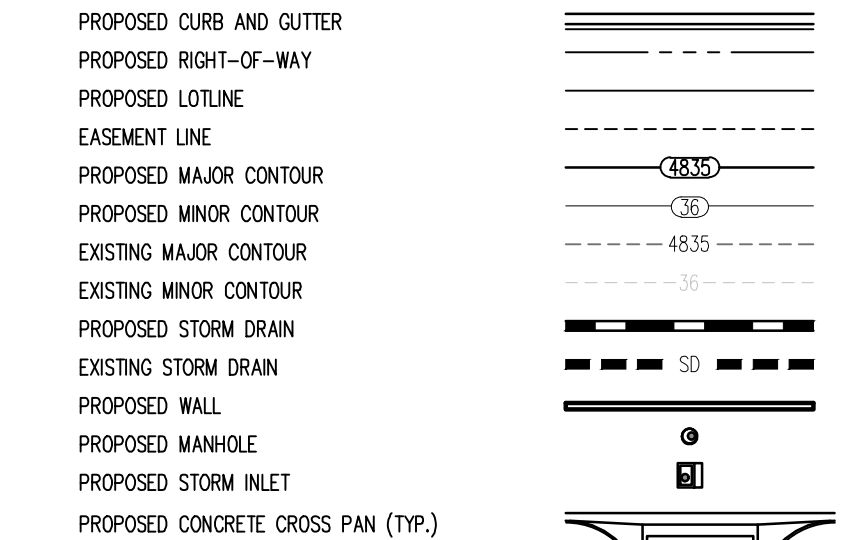 PROPOSED CURB AND GUTTER
PROPOSED RIGHT-OF-WAY
PROPOSED LOTLINE
EASEMENT LINE
PROPOSED MAJOR CONTOUR 4835
PROPOSED MINOR CONTOUR 36
EXISTING MAJOR CONTOUR 4835
EXISTING MINOR CONTOUR 36
PROPOSED STORM DRAIN
EXISTING STORM DRAIN SD
PROPOSED WALL
PROPOSED MANHOLE
PROPOSED STORM INLET
PROPOSED CONCRETE CROSS PAN (TYP.)